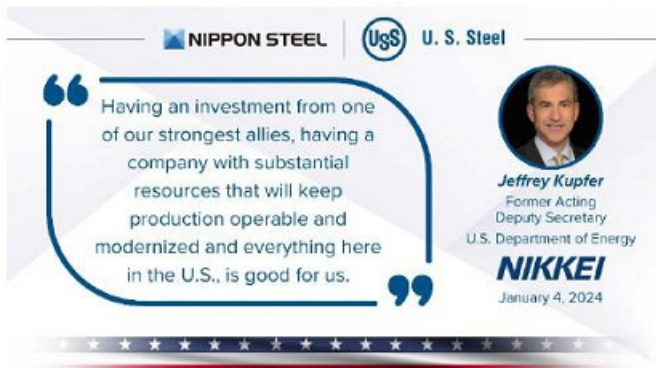 NIPPON STEEL
USS U. S. Steel
“
Having an investment from one
of our strongest allies, having a
company with substantial
resources that will keep
production operable and
modernized and everything here
in the U.S., is good for us.
”
Jeffrey Kupfer
Former Acting
Deputy Secretary
U.S. Department of Energy
NIKKEI
January 4, 2024